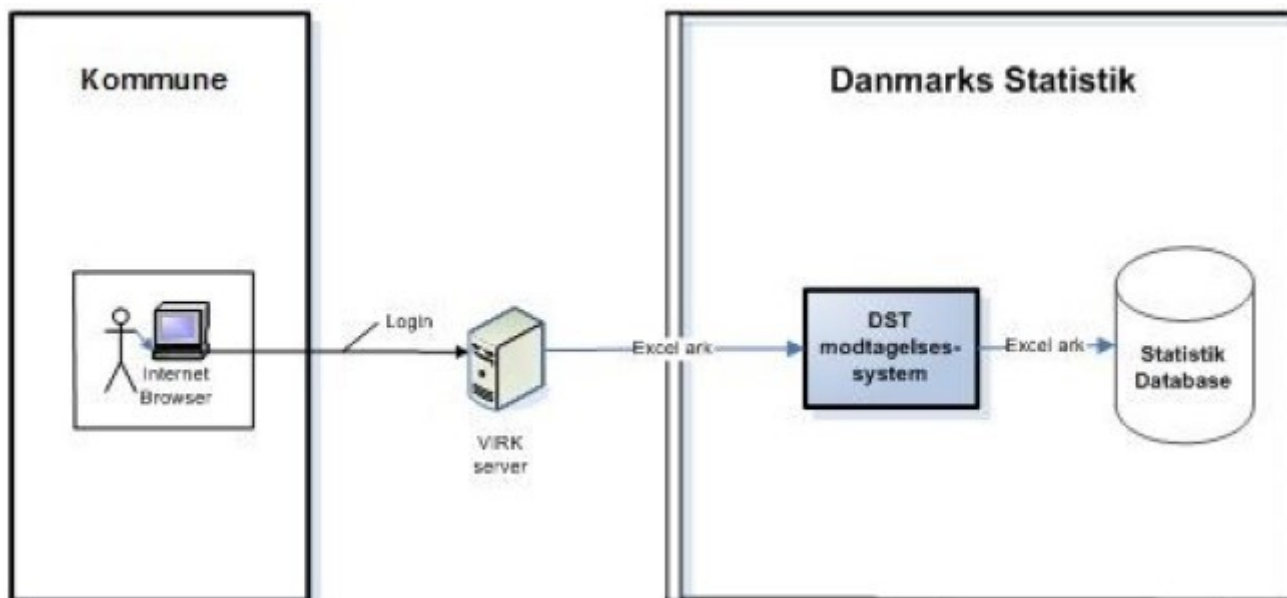 Kommune
Danmarks Statistik
Login
Internet
Browser
VIRK
server
Excel ark
DST
modtagelses-
system
Excel ark
Statistik
Database